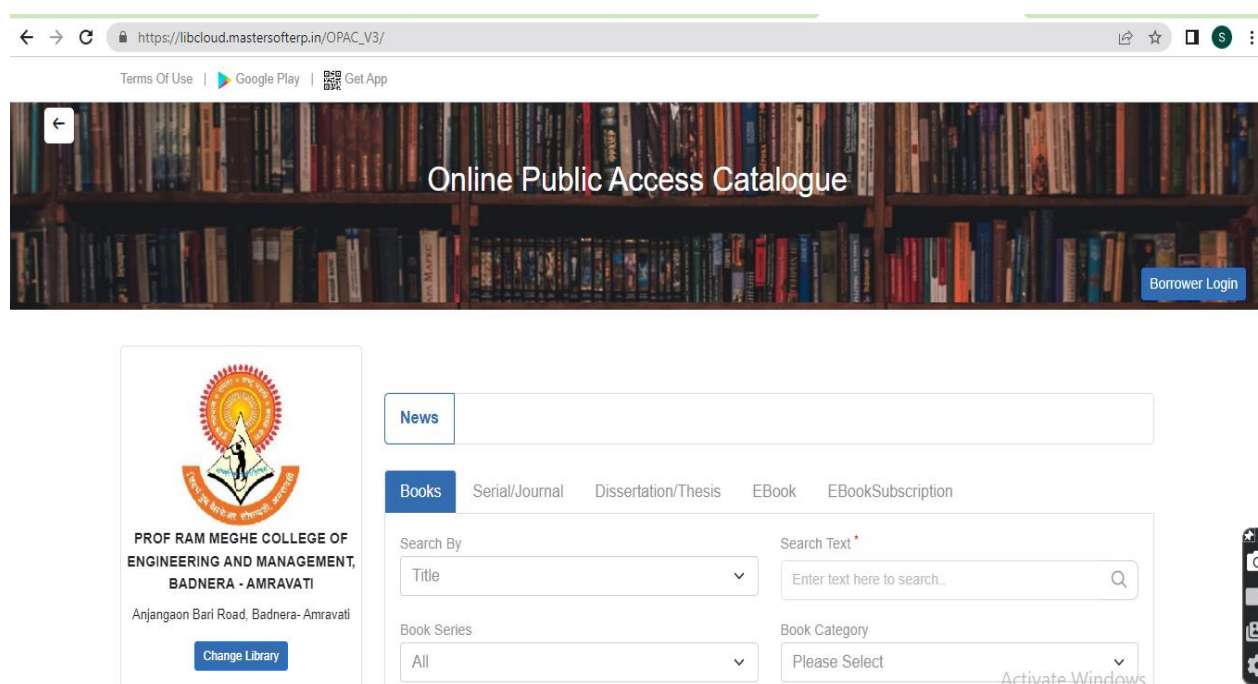 https://libcloud.mastersofterp.in/OPAC_V3/
S
Terms Of Use | Google Play | Get App
Online Public Access Catalogue
Borrower Login
PROF RAM MEGHE COLLEGE OF
ENGINEERING AND MANAGEMENT,
BADNERA - AMRAVATI
Anjangaon Bari Road, Badnera- Amravati
Change Library
News
Books Serial/Journal Dissertation/Thesis EBook EBookSubscription
Search By Search Text *
Title Enter text here to search..
Book Series Book Category
All Please Select
Activate Windows